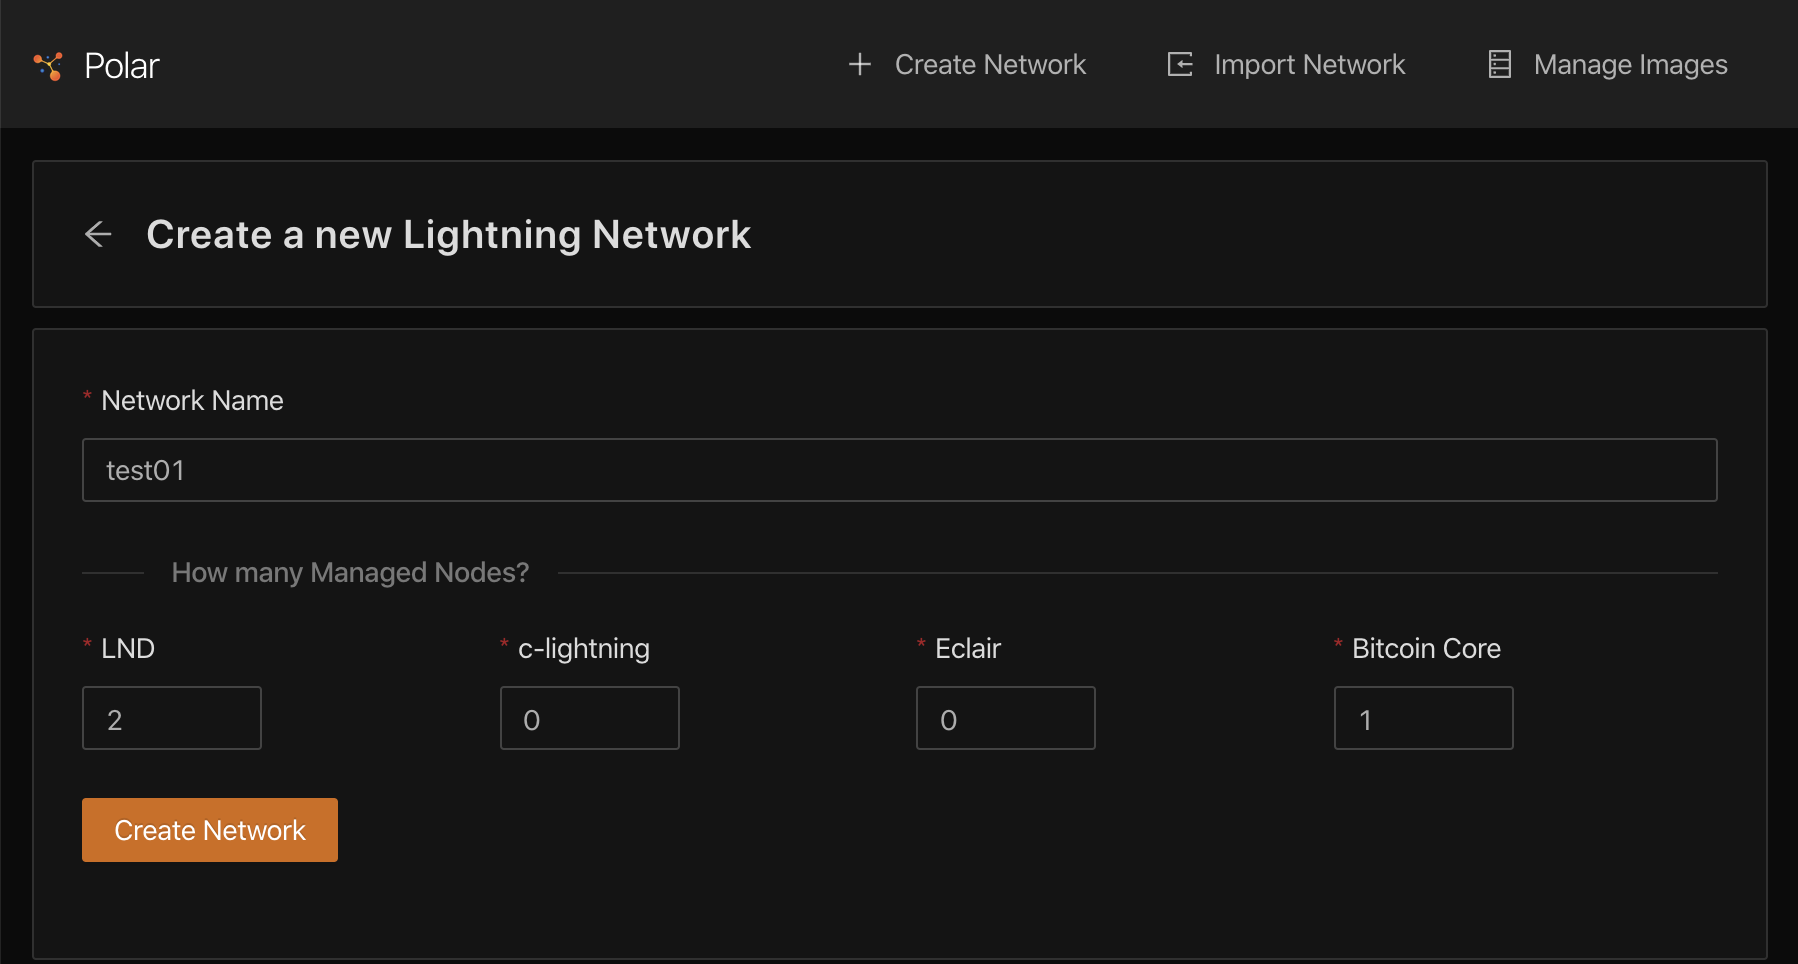 Polar
Create Network
Import Network
Manage Images
Create a new Lightning Network
* Network Name
test01
How many Managed Nodes?
* LND
* c-lightning
* Eclair
* Bitcoin Core
2
0
0
1
Create Network